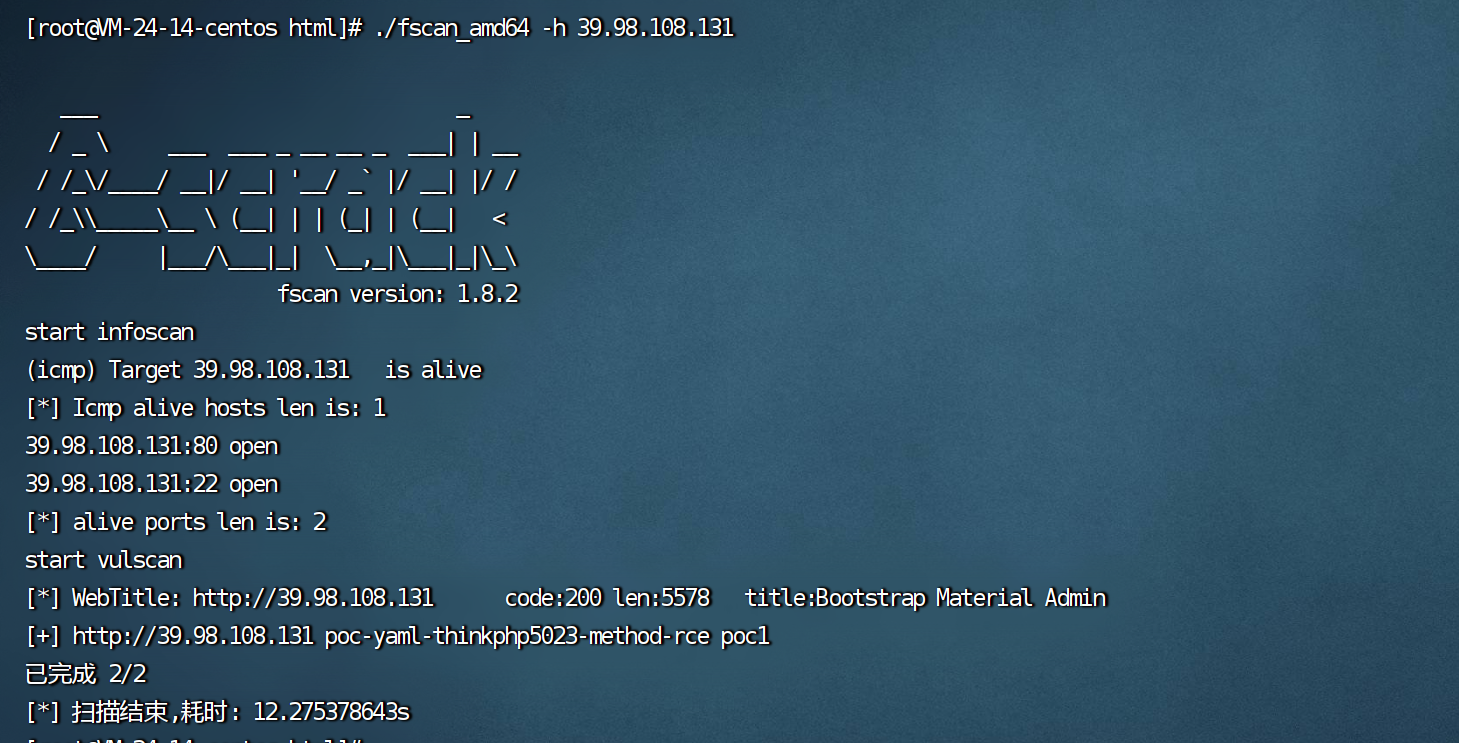 [root@VM-24-14-centos html]# ./fscan_amd64 -h 39.98.108.131
   ___                              _
  / _ \     ___  ___ _ __ __ _  ___| | __
 / /_\/____/ __|/ __| '__/ _` |/ __| |/ /
/ /_\\_____\__ \ (__| | | (_| | (__|   <
\____/     |___/\___|_|  \__,_|\___|_|\_\
                     fscan version: 1.8.2
start infoscan
(icmp) Target 39.98.108.131   is alive
[*] Icmp alive hosts len is: 1
39.98.108.131:80 open
39.98.108.131:22 open
[*] alive ports len is: 2
start vulscan
[*] WebTitle: http://39.98.108.131      code:200 len:5578   title:Bootstrap Material Admin
[+] http://39.98.108.131 poc-yaml-thinkphp5023-method-rce poc1
已完成 2/2
[*] 扫描结束,耗时: 12.275378643s